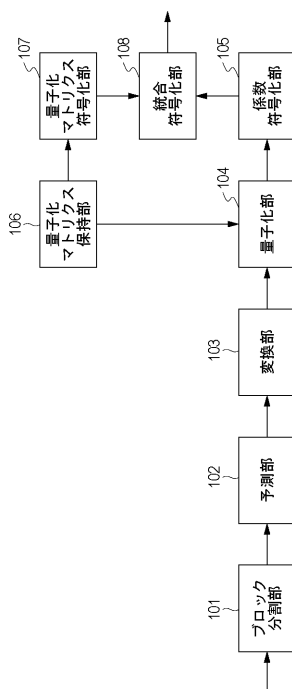 101
ブロック
分割部
102
予測部
103
変換部
104
量子化部
105
係数
符号化部
106
量子化
マトリクス
保持部
107
量子化
マトリクス
符号化部
108
統合
符号化部